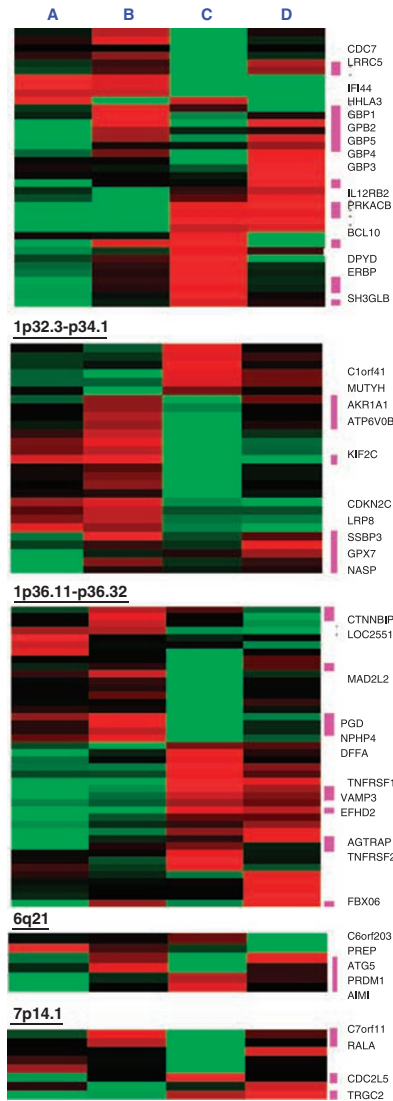 A B C D
CDC7
LRRC5
IFI44
HHLA3
GBP1
GPB2
GBP5
GBP4
GBP3
IL12RB2
PRKACB
BCL10
DPYD
ERBP
SH3GLB
1p32.3-p34.1
C1orf41
MUTYH
AKR1A1
ATP6V0B
KIF2C
CDKN2C
LRP8
SSBP3
GPX7
NASP
1p36.11-p36.32
CTNNBIP
LOC2551
MAD2L2
PGD
NPHP4
DFFA
TNFRSF1
VAMP3
EFHD2
AGTRAP
TNFRSF2
FBX06
6q21
C6orf203
PREP
ATG5
PRDM1
AIMI
7p14.1
C7orf11
RALA
CDC2L5
TRGC2